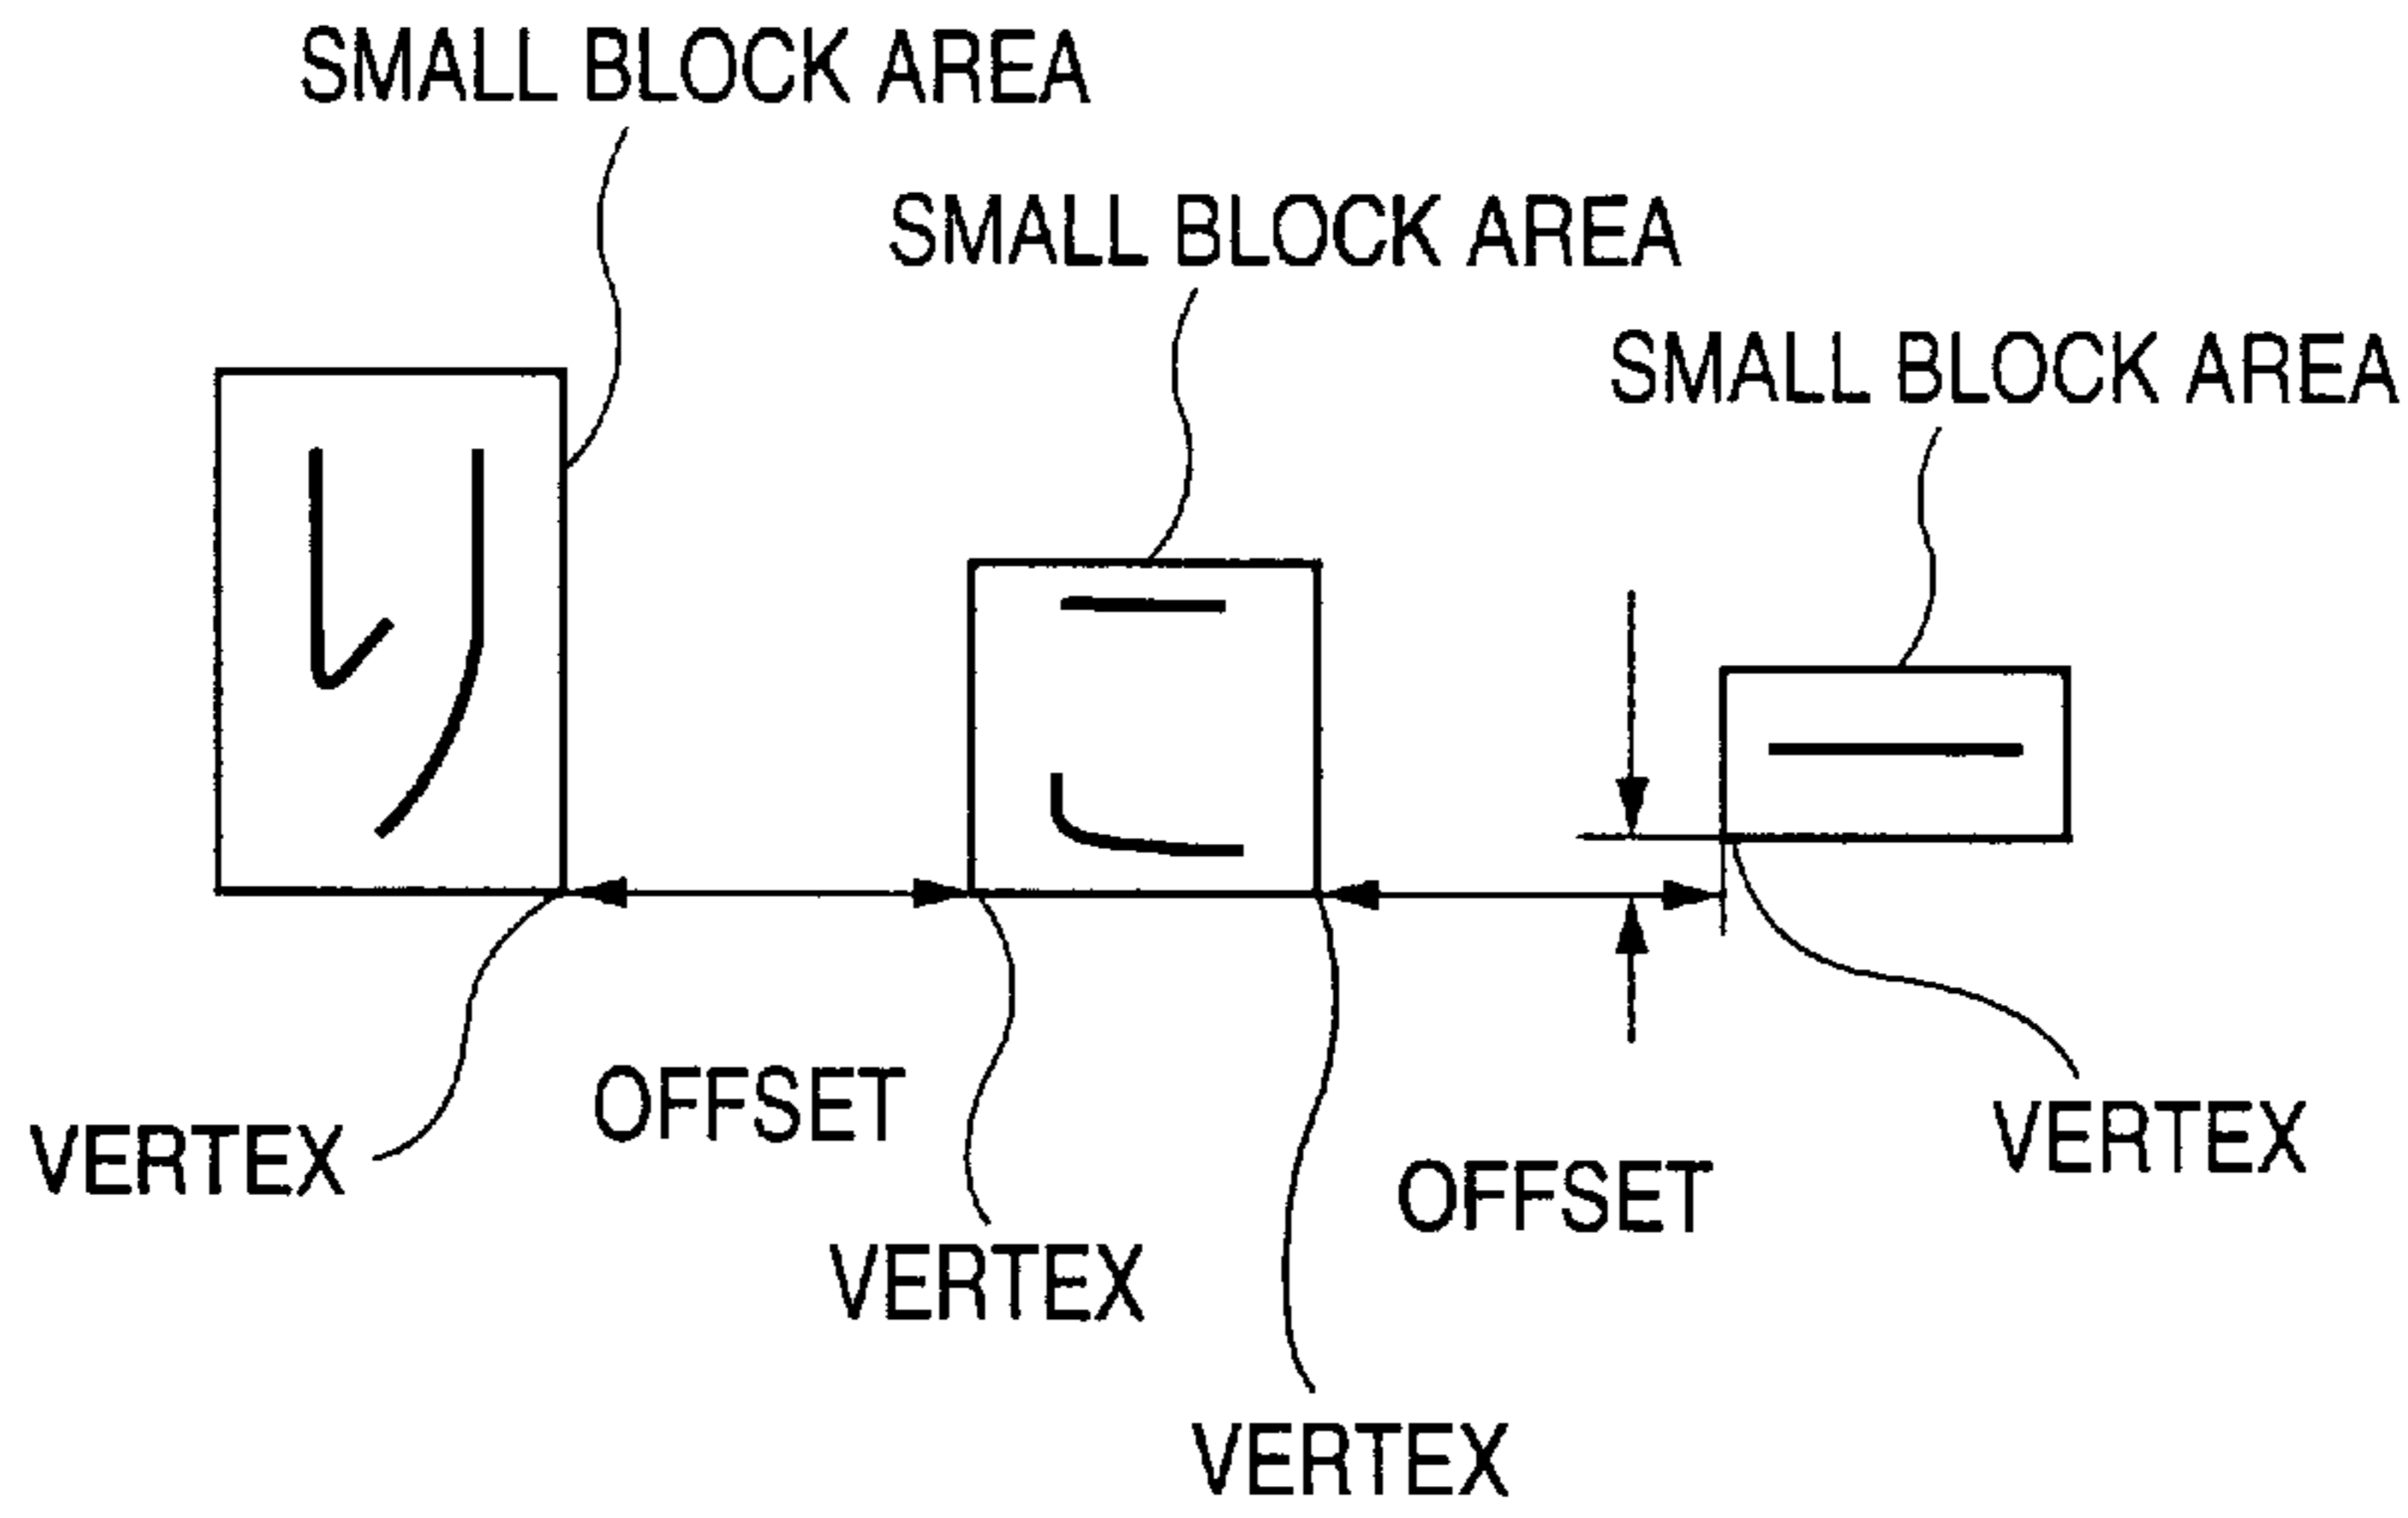 SMALL BLOCK AREA
SMALL BLOCK AREA
SMALL BLOCK AREA
り
こ
ー
OFFSET
VERTEX
OFFSET
VERTEX
VERTEX
VERTEX